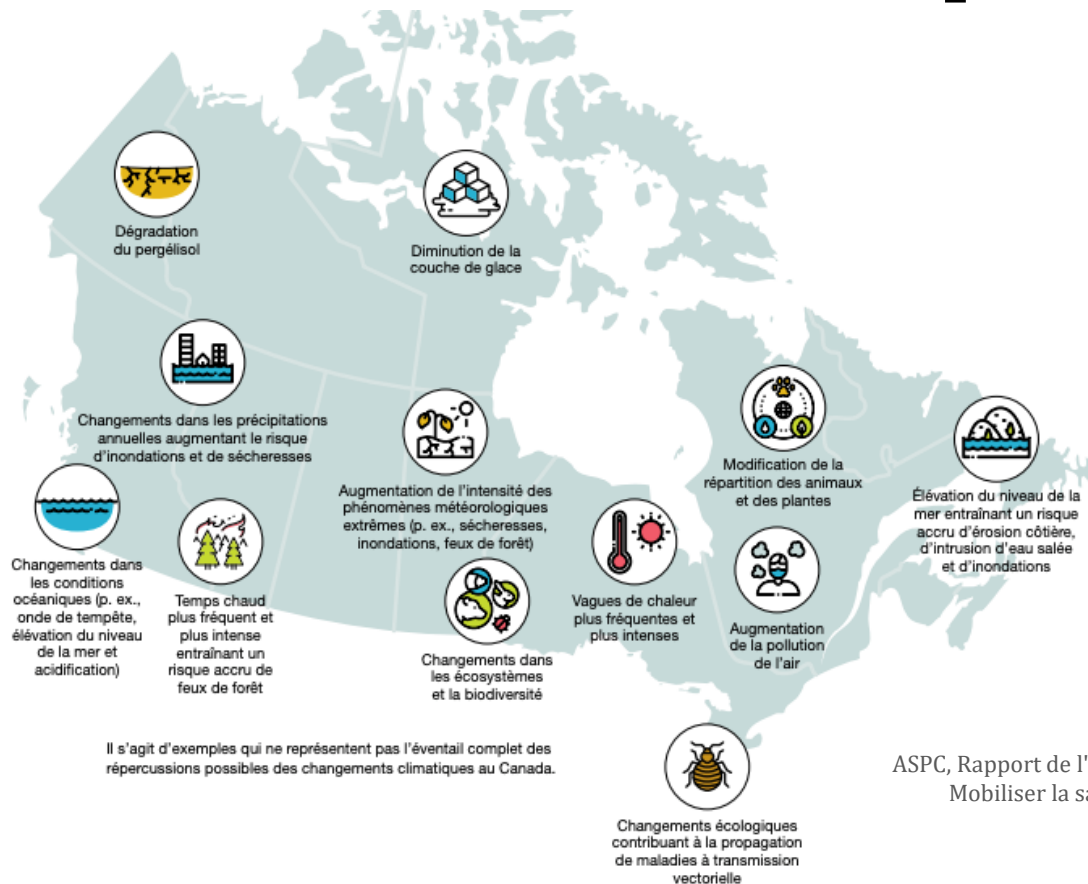 Dégradation
du pergélisol
Diminution de la
couche de glace
Changements dans les précipitations
annuelles augmentant le risque
d'inondations et de sécheresses
Augmentation de l'intensité des
phénomènes météorologiques
extrêmes (p. ex., sécheresses,
inondations, feux de forêt)
Modification de la
répartition des animaux
et des plantes
Élévation du niveau de la
mer entraînant un risque
accru d'érosion côtière,
d'intrusion d'eau salée
et d'inondations
Changements dans
les conditions
océaniques (p. ex.,
onde de tempête,
élévation du niveau
de la mer et
acidification)
Temps chaud
plus fréquent et
plus intense
entraînant un
risque accru de
feux de forêt
Changements dans
les écosystèmes
et la biodiversité
Vagues de chaleur
plus fréquentes et
plus intenses
Augmentation
de la pollution
de l'air
Il s'agit d'exemples qui ne représentent pas l'éventail complet des
répercussions possibles des changements climatiques au Canada.
ASPC, Rapport de l'
Mobiliser la sa
Changements écologiques
contribuant à la propagation
de maladies à transmission
vectorielle